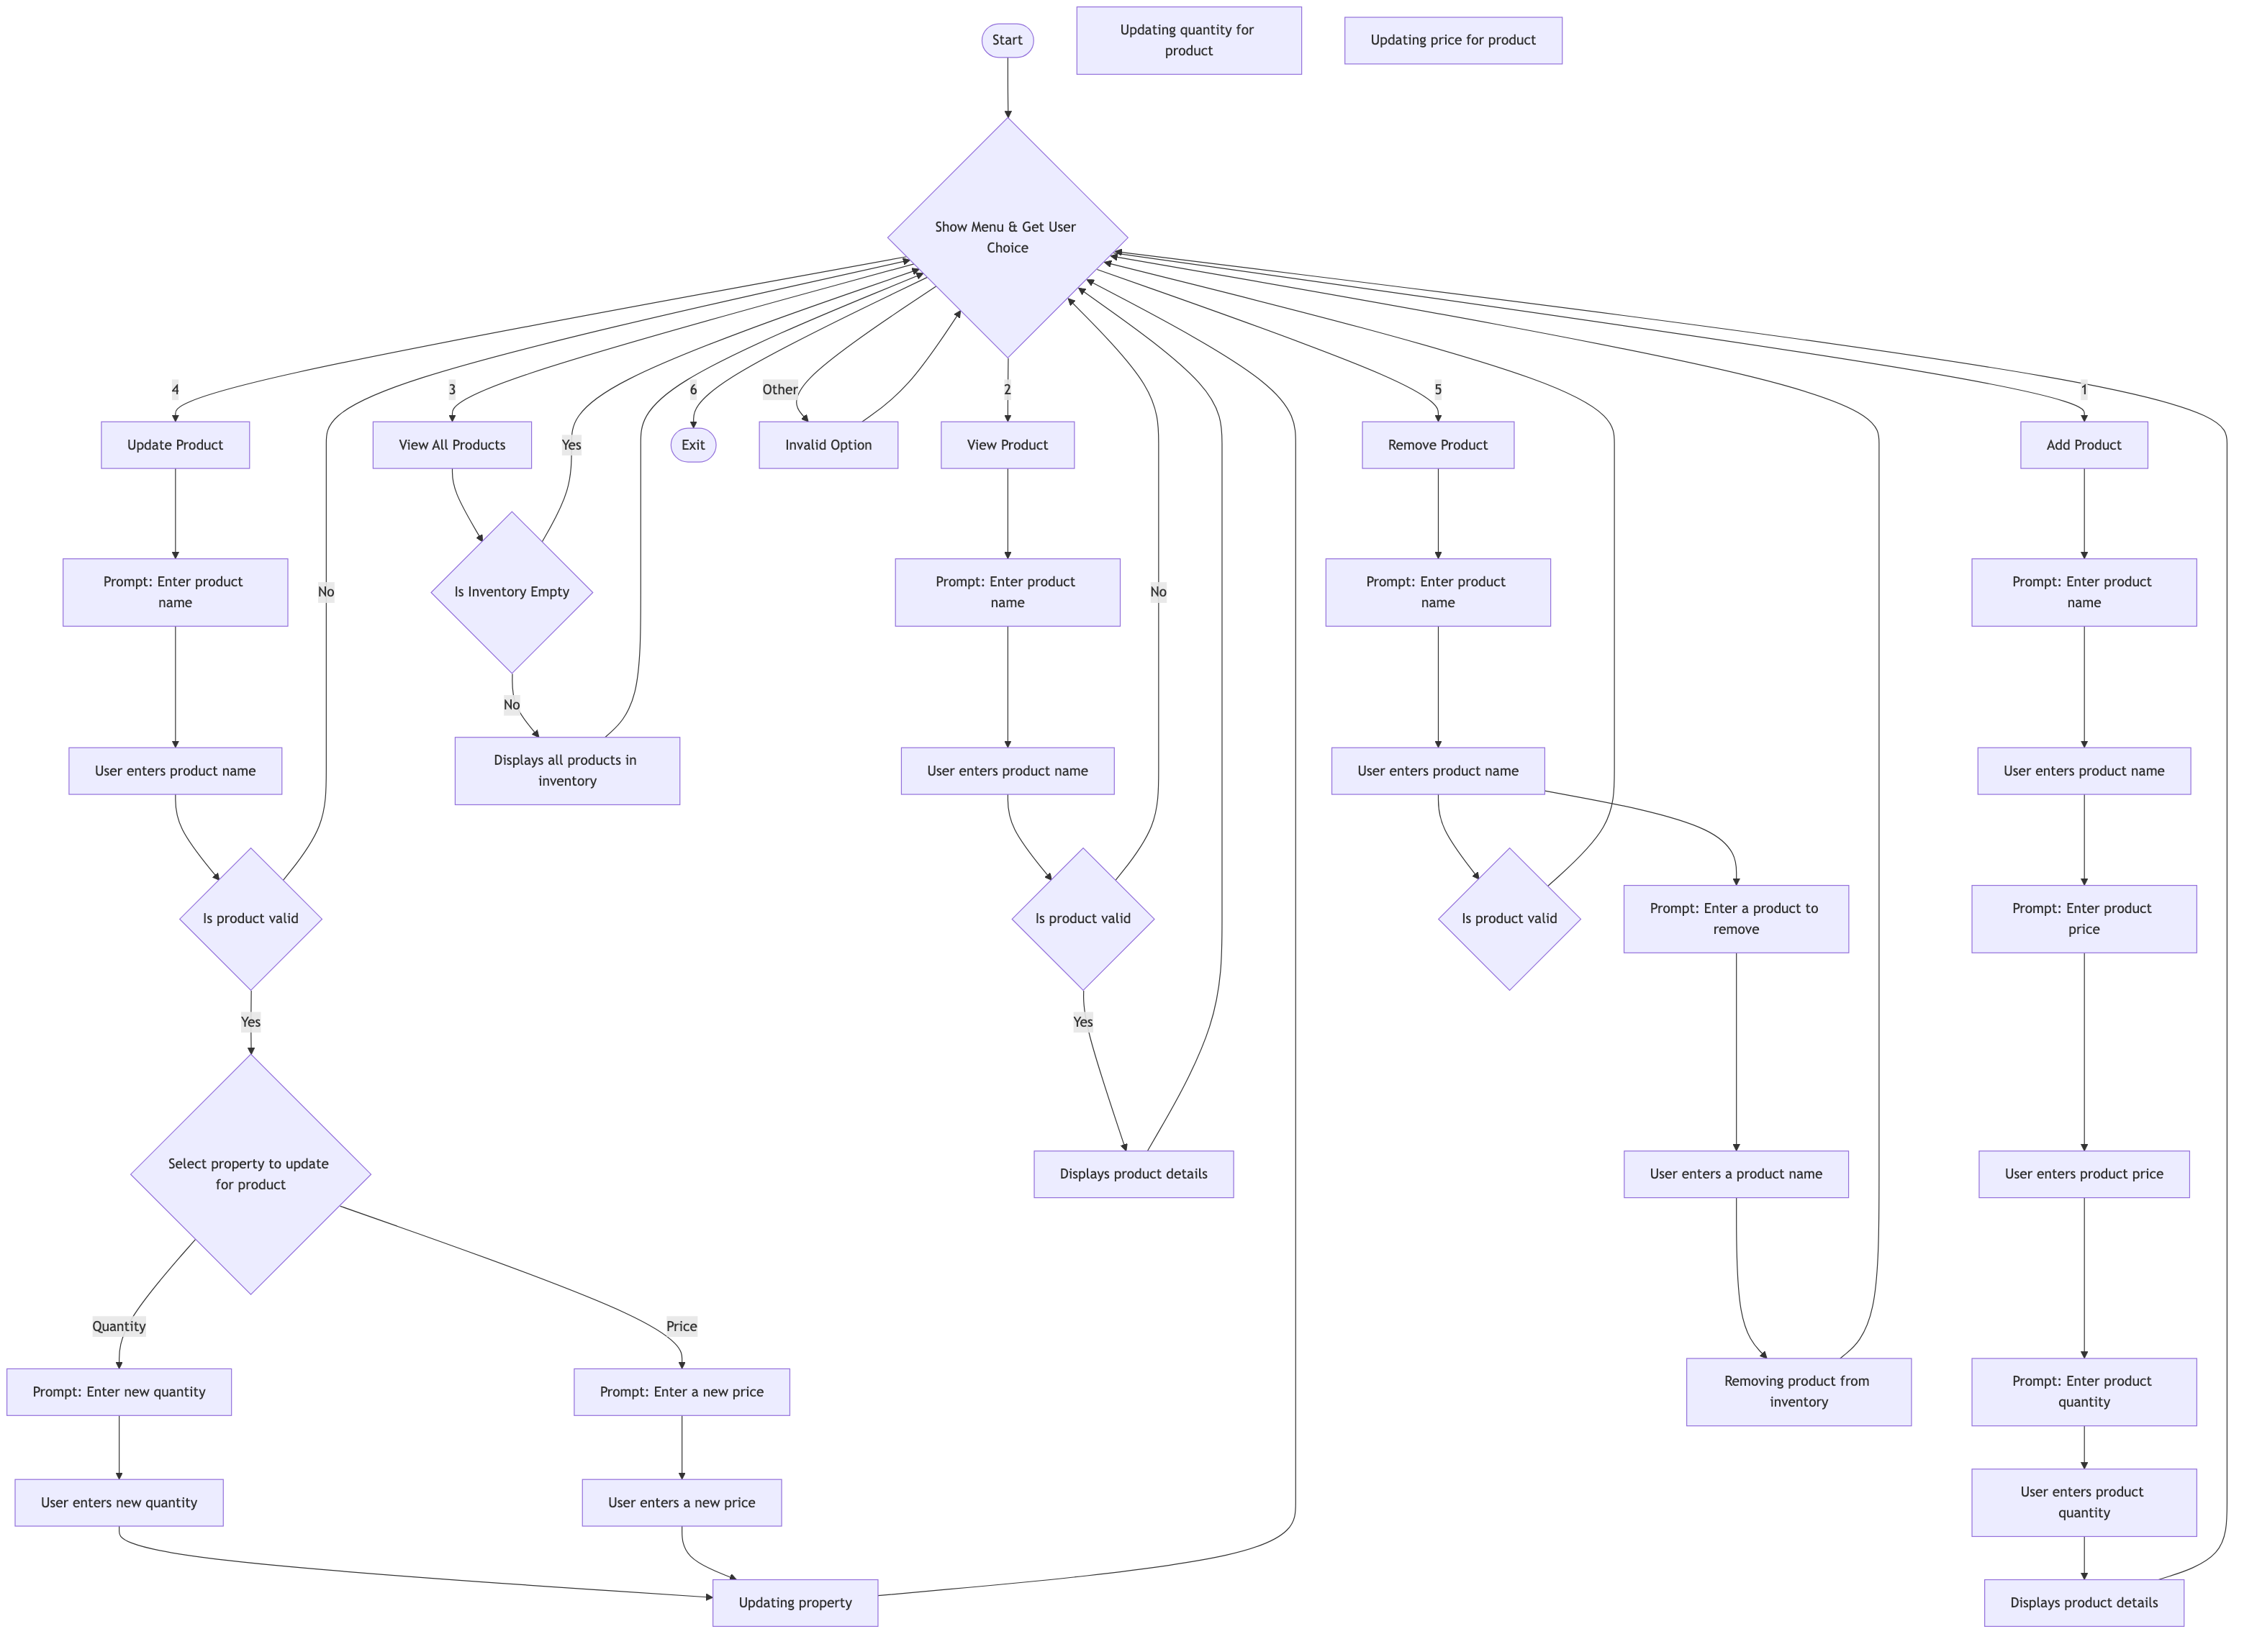 Start
Updating quantity for
product
Updating price for product
Show Menu & Get User
Choice
4
3
6
Other
2
5
1
Update Product
View All Products
Yes
Exit
Invalid Option
View Product
Remove Product
Add Product
Prompt: Enter product
name
No
Is Inventory Empty
Prompt: Enter product
name
No
Prompt: Enter product
name
Prompt: Enter product
name
No
User enters product name
Displays all products in
inventory
User enters product name
User enters product name
User enters product name
Is product valid
Is product valid
Is product valid
Prompt: Enter a product to
remove
Prompt: Enter product
price
Yes
Yes
Select property to update
for product
Displays product details
User enters a product name
User enters product price
Quantity
Price
Prompt: Enter new quantity
Prompt: Enter a new price
Removing product from
inventory
Prompt: Enter product
quantity
User enters new quantity
User enters a new price
User enters product
quantity
Updating property
Displays product details